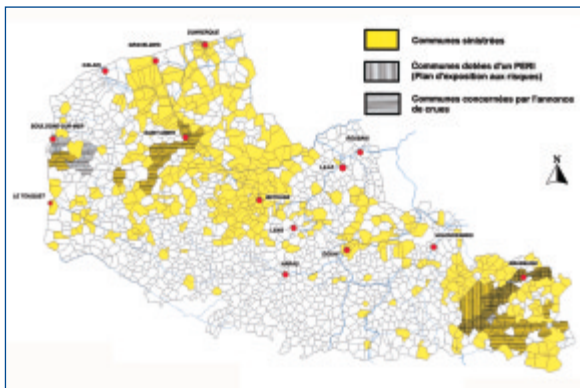 Communes sinistrées
Communes dotées d'un PERI
(Plan d'exposition aux risques)
Communes concernées par l'annonce
de crues
DUNKERQUE
GRAVELINES
CALAIS
BOULOGNE-SUR-MER
SAINT-OMER
ROUBAIX
LILLE
LE TOUQUET
BETHUNE
LENS
VALENCIENNES
DOUAI
ARRAS
MAUBEUGE
N